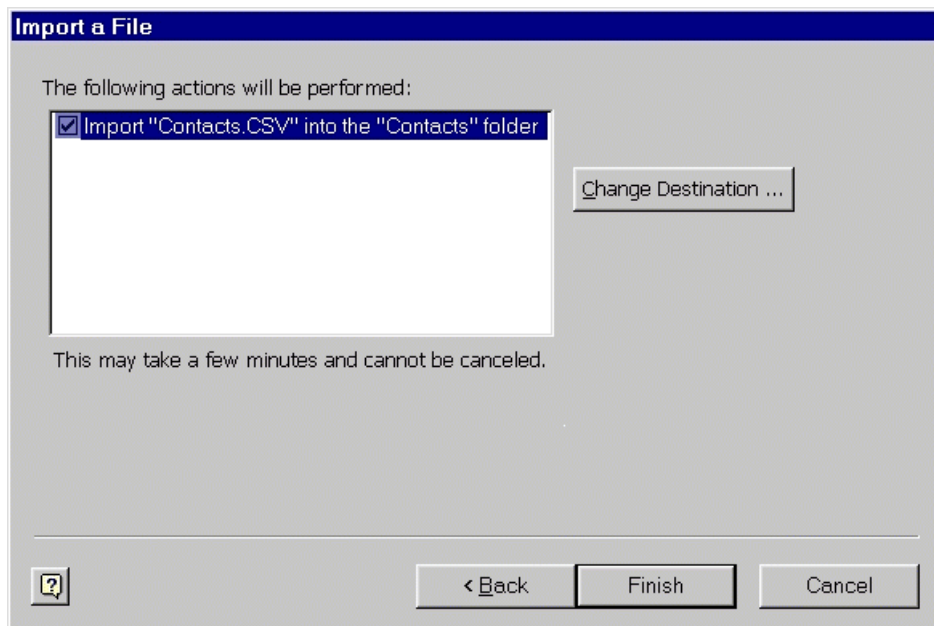 Import a File
The following actions will be performed:
Import "Contacts.CSV" into the "Contacts" folder
Change Destination ...
This may take a few minutes and cannot be canceled.
?
< Back
Finish
Cancel